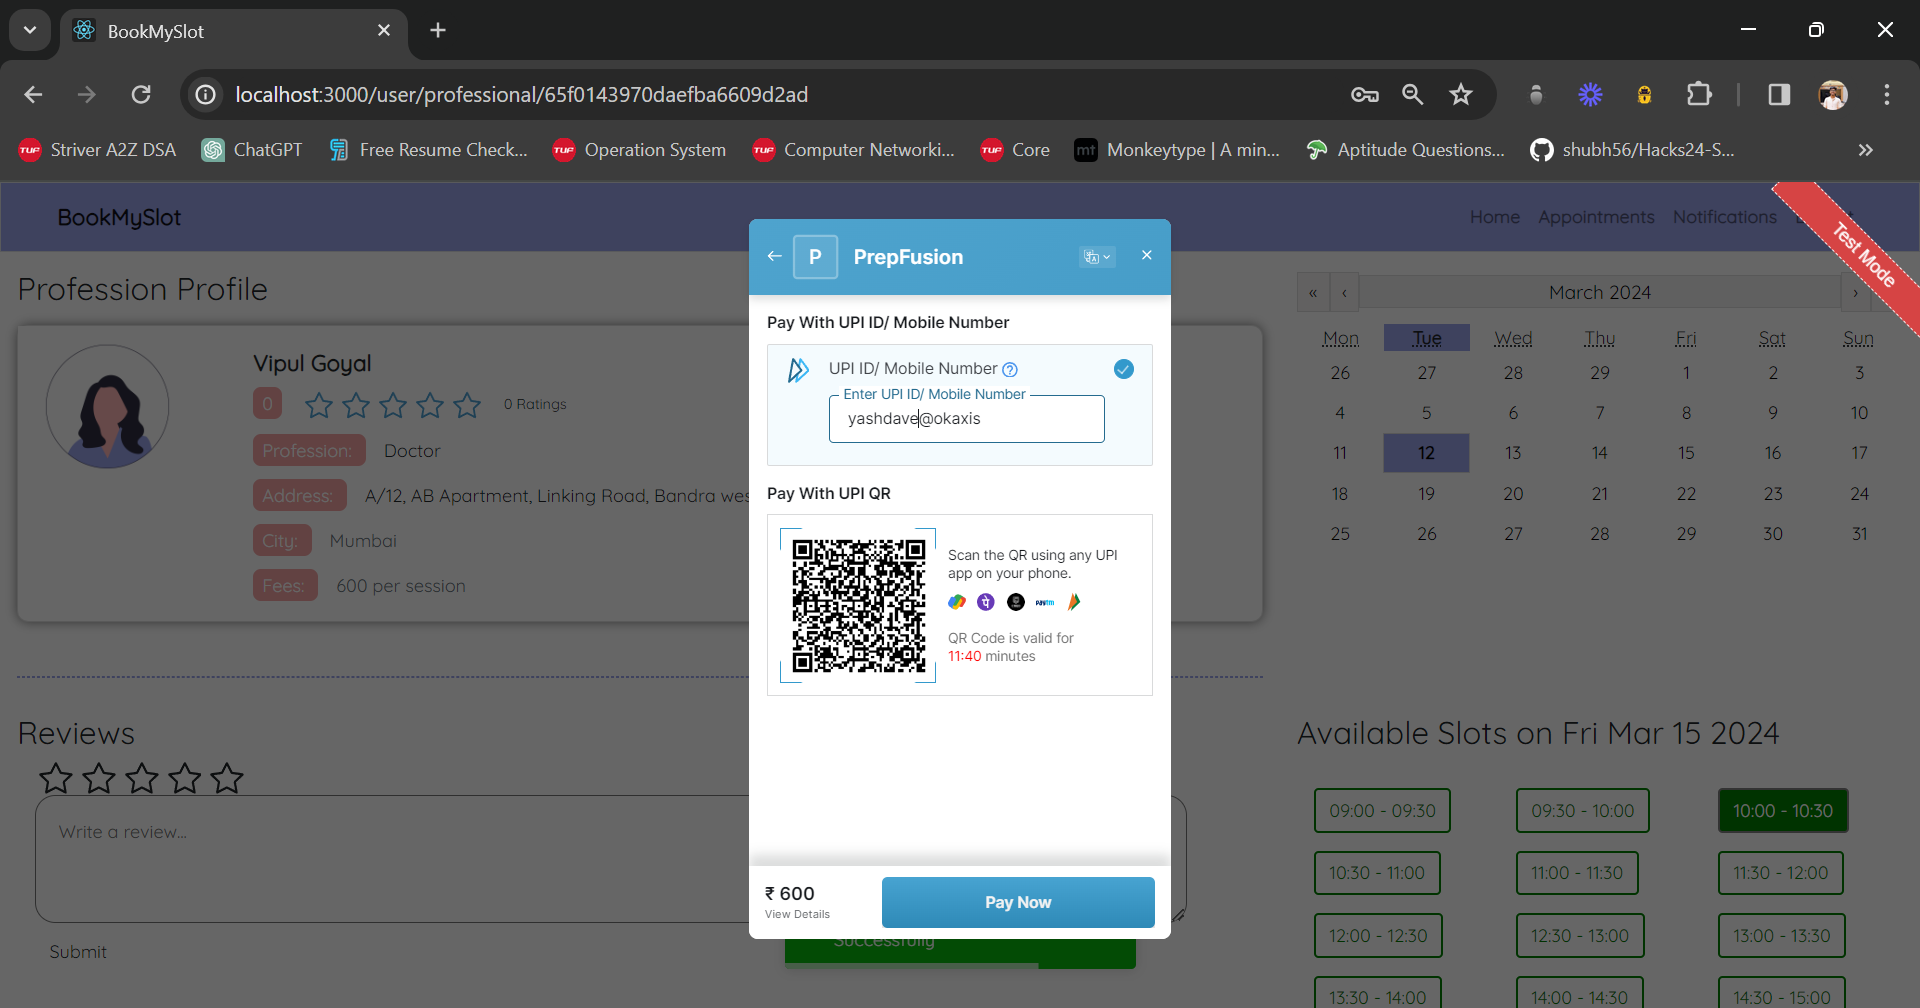 BookMySlot
localhost:3000/user/professional/65f0143970daefba6609d2ad
Striver A2Z DSA ChatGPT Free Resume Check... Operation System Computer Networki... Core Monkeytype | A min... Aptitude Questions... shubh56/Hacks24-S...
BookMySlot
Home Appointments Notifications
Test Mode
Profession Profile
Vipul Goyal
0 0 Ratings
Profession: Doctor
Address: A/12, AB Apartment, Linking Road, Bandra wes
City: Mumbai
Fees: 600 per session
Reviews
Write a review...
Submit
P PrepFusion
Pay With UPI ID/ Mobile Number
UPI ID/ Mobile Number
Enter UPI ID/ Mobile Number
yashdave@okaxis
Pay With UPI QR
Scan the QR using any UPI
app on your phone.
paytm
QR Code is valid for
11:40 minutes
₹ 600
View Details
Pay Now
Successfully
« ‹ March 2024 ›
Mon Tue Wed Thu Fri Sat Sun
26 27 28 29 1 2 3
4 5 6 7 8 9 10
11 12 13 14 15 16 17
18 19 20 21 22 23 24
25 26 27 28 29 30 31
Available Slots on Fri Mar 15 2024
09:00 - 09:30 09:30 - 10:00 10:00 - 10:30
10:30 - 11:00 11:00 - 11:30 11:30 - 12:00
12:00 - 12:30 12:30 - 13:00 13:00 - 13:30
13:30 - 14:00 14:00 - 14:30 14:30 - 15:00